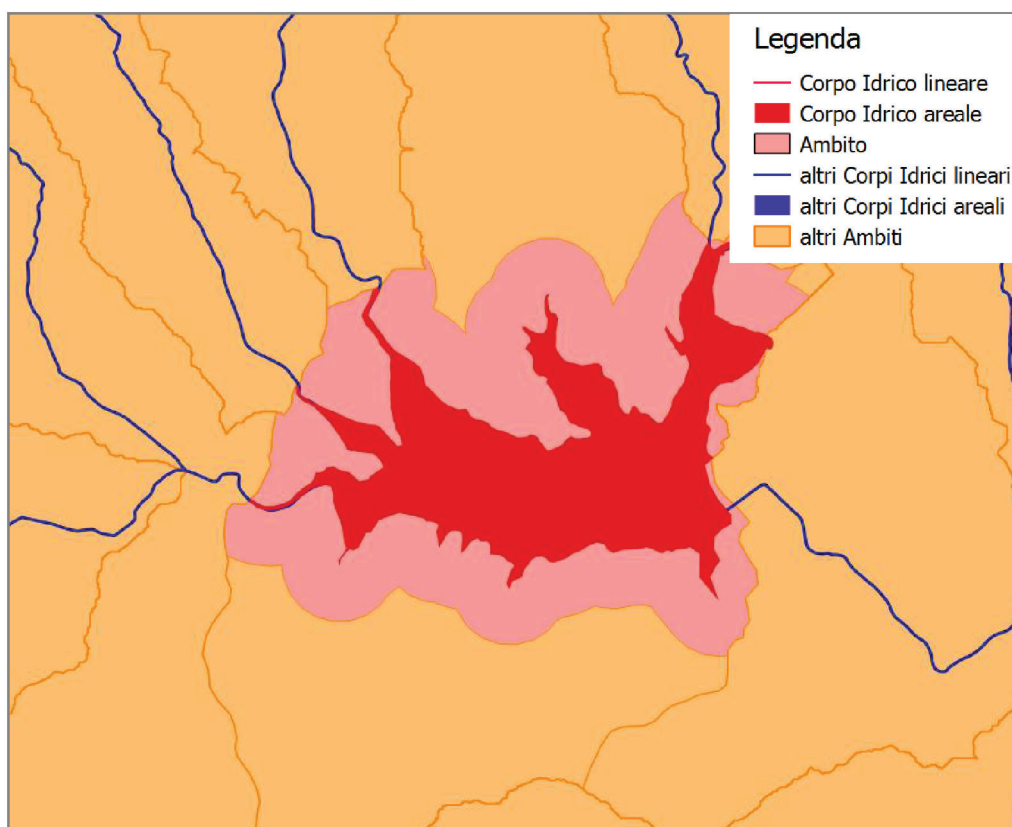 Legenda
Corpo Idrico lineare
Corpo Idrico areale
Ambito
altri Corpi Idrici lineari
altri Corpi Idrici areali
altri Ambiti